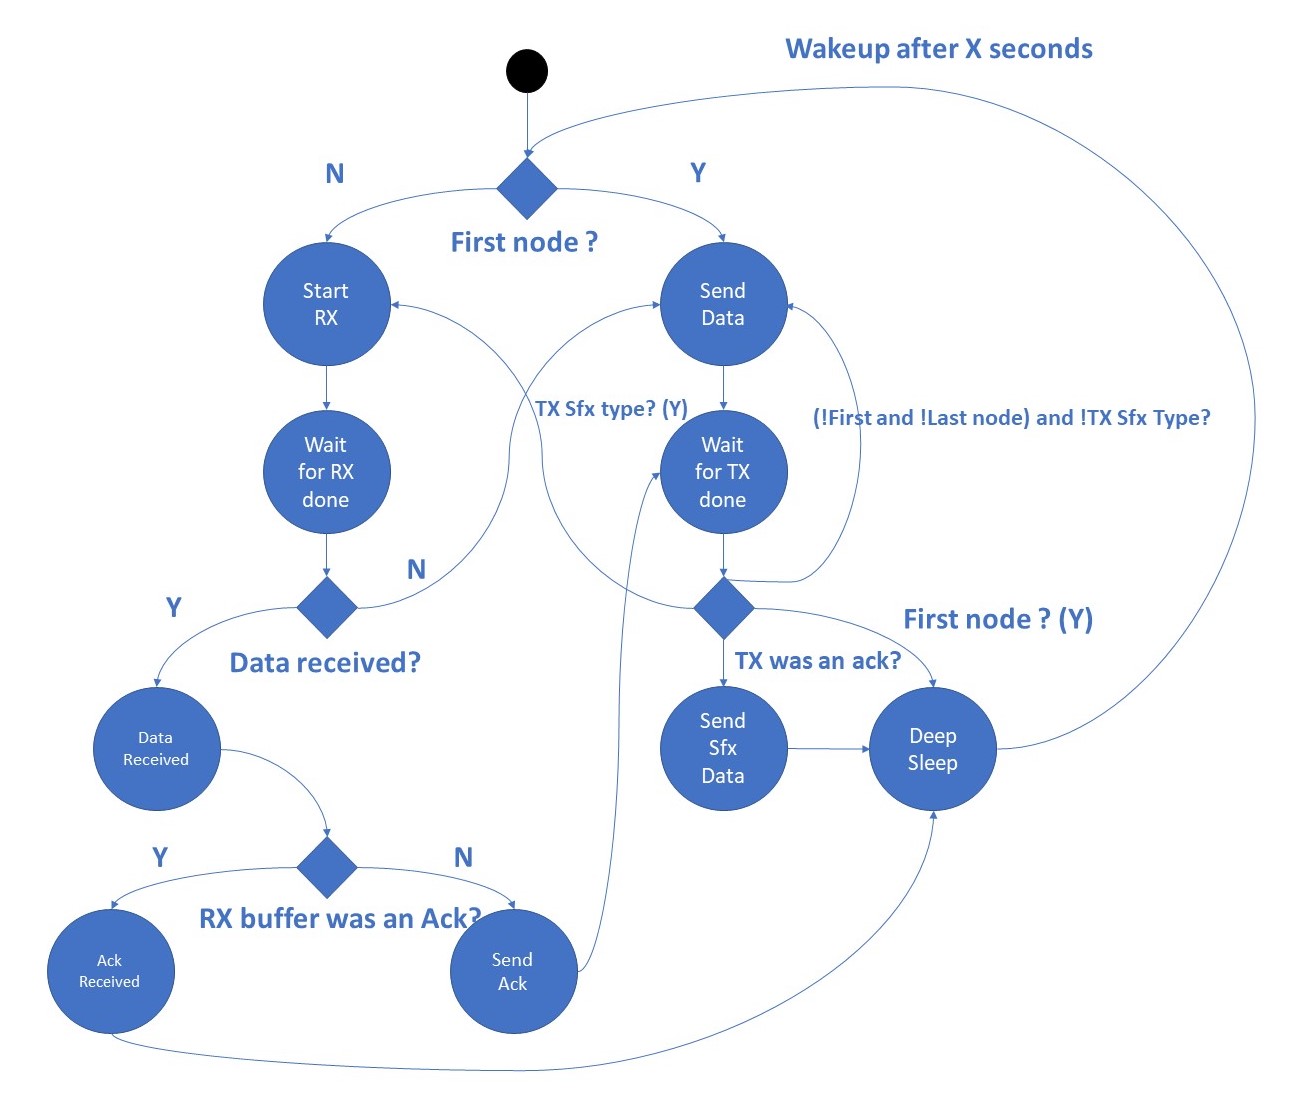 Wakeup after X seconds
N
Y
First node ?
Start
RX
Send
Data
TX Sfx type? (Y)
(!First and !Last node) and !TX Sfx Type?
Wait
for RX
done
Wait
for TX
done
N
Y
First node ? (Y)
Data received?
TX was an ack?
Data
Received
Send
Sfx
Data
Deep
Sleep
Y
N
RX buffer was an Ack?
Ack
Received
Send
Ack